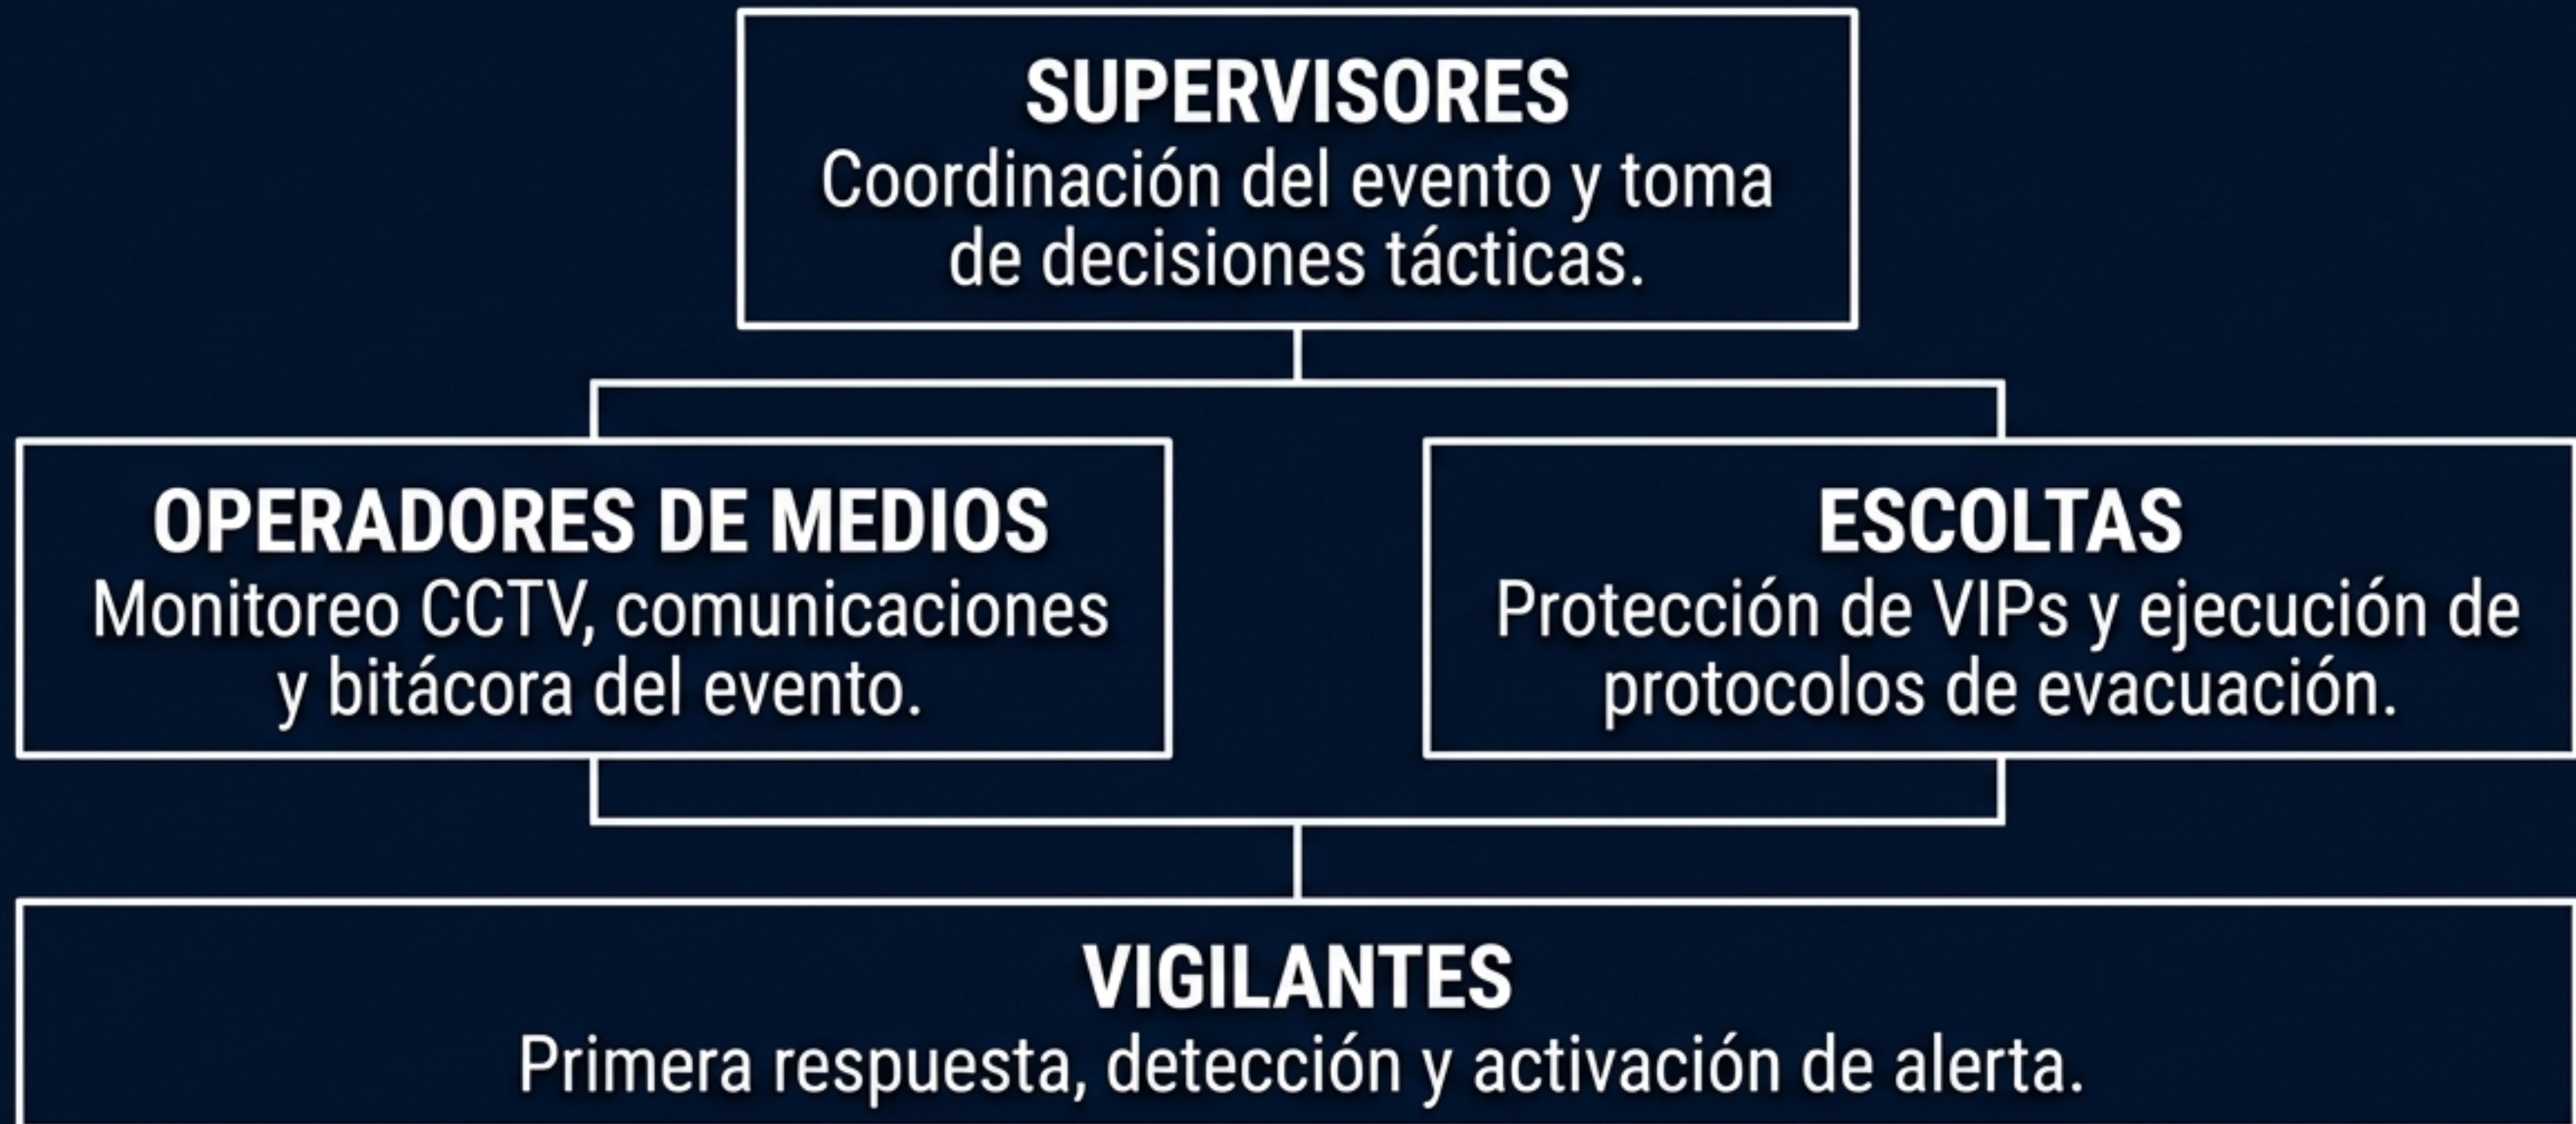 SUPERVISORES
Coordinación del evento y toma
de decisiones tácticas.
OPERADORES DE MEDIOS
Monitoreo CCTV, comunicaciones
y bitácora del evento.
ESCOLTAS
Protección de VIPs y ejecución de
protocolos de evacuación.
VIGILANTES
Primera respuesta, detección y activación de alerta.